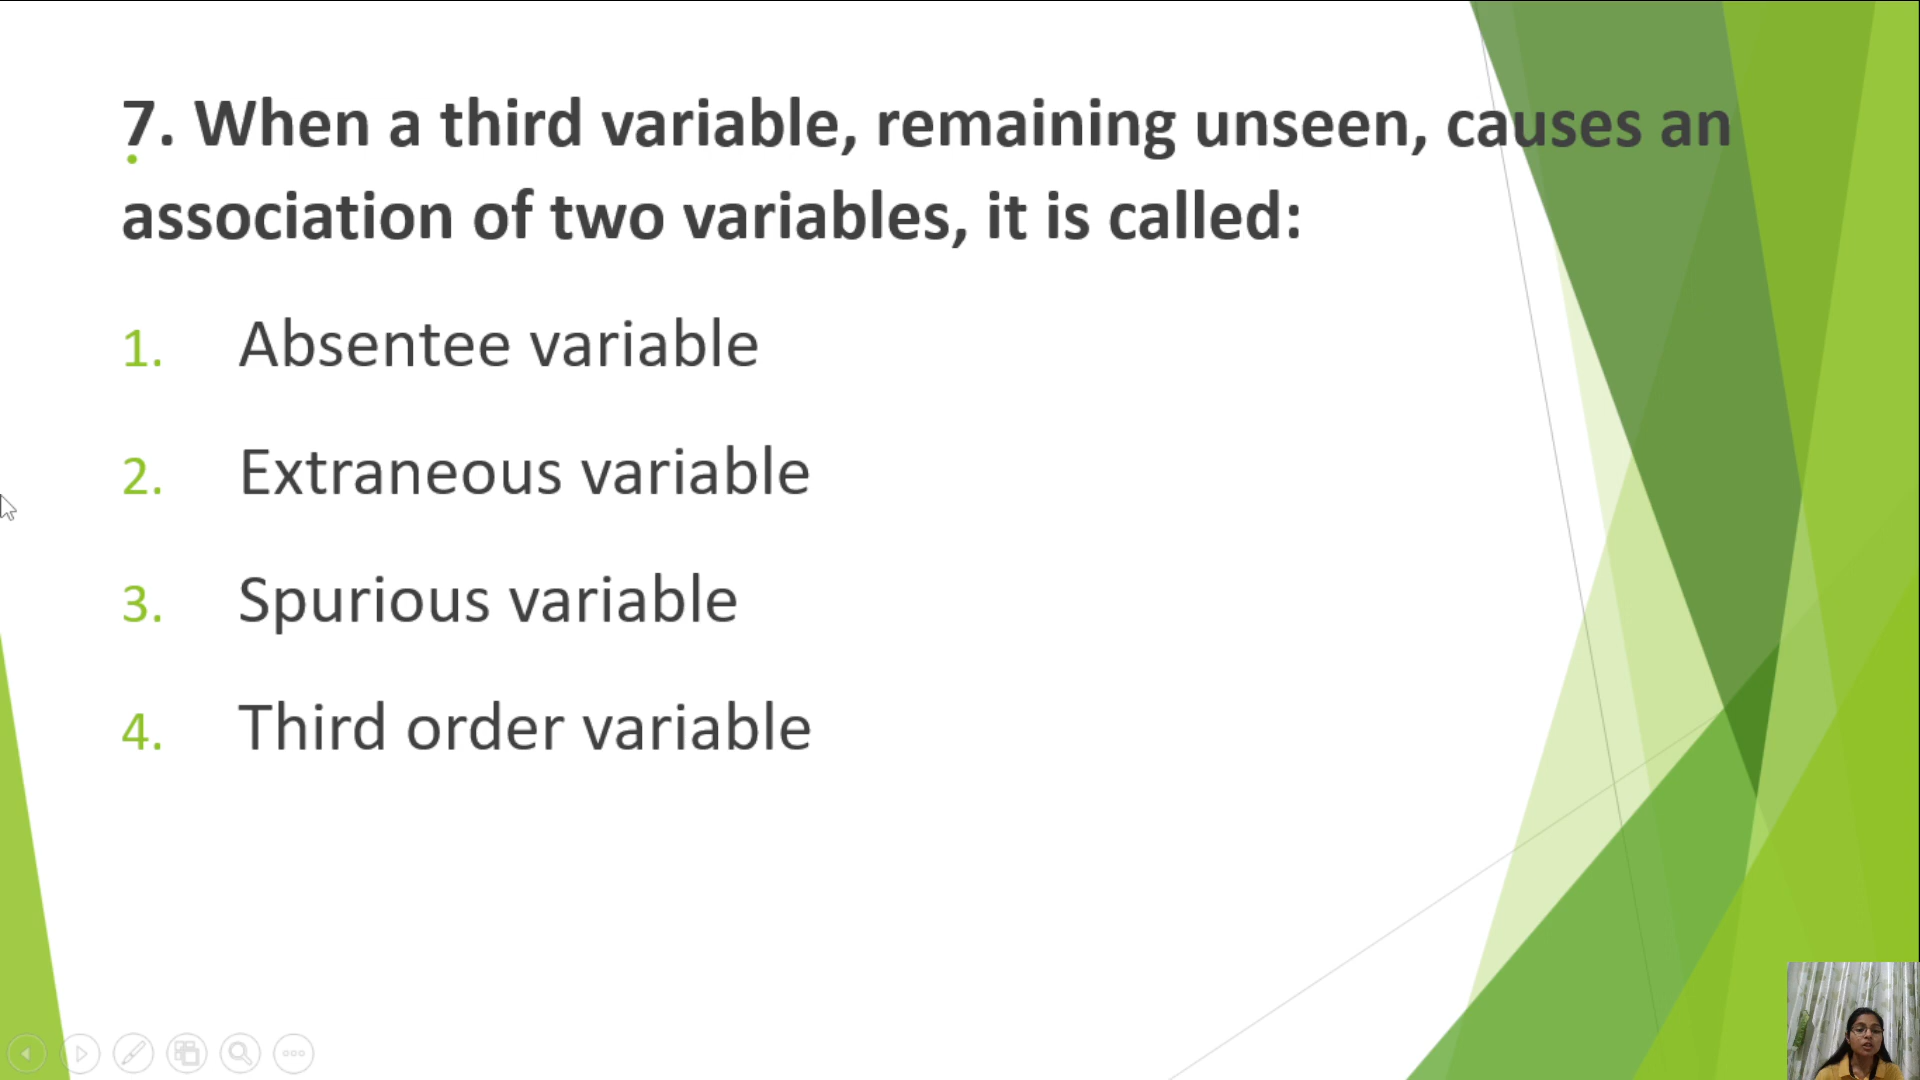 7. When a third variable, remaining unseen, causes an
association of two variables, it is called:
1. Absentee variable
2. Extraneous variable
3. Spurious variable
4. Third order variable